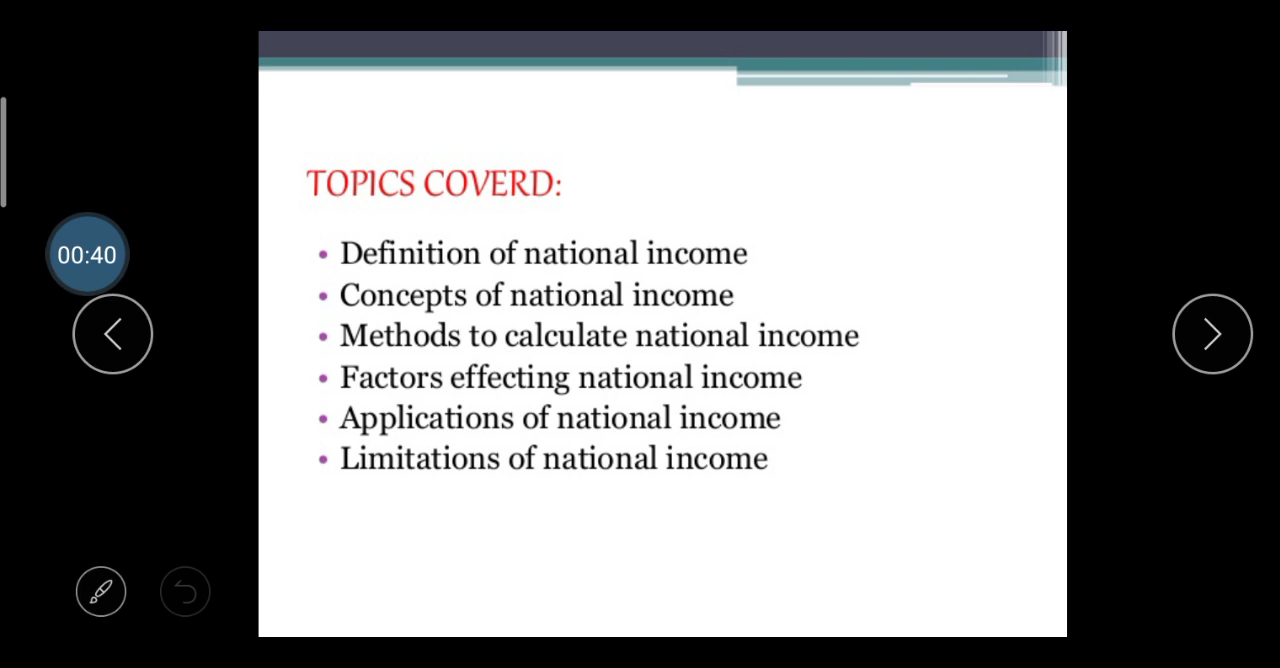 TOPICS COVERD:
• Definition of national income
• Concepts of national income
00:40
• Methods to calculate national income
• Factors effecting national income
• Applications of national income
• Limitations of national income